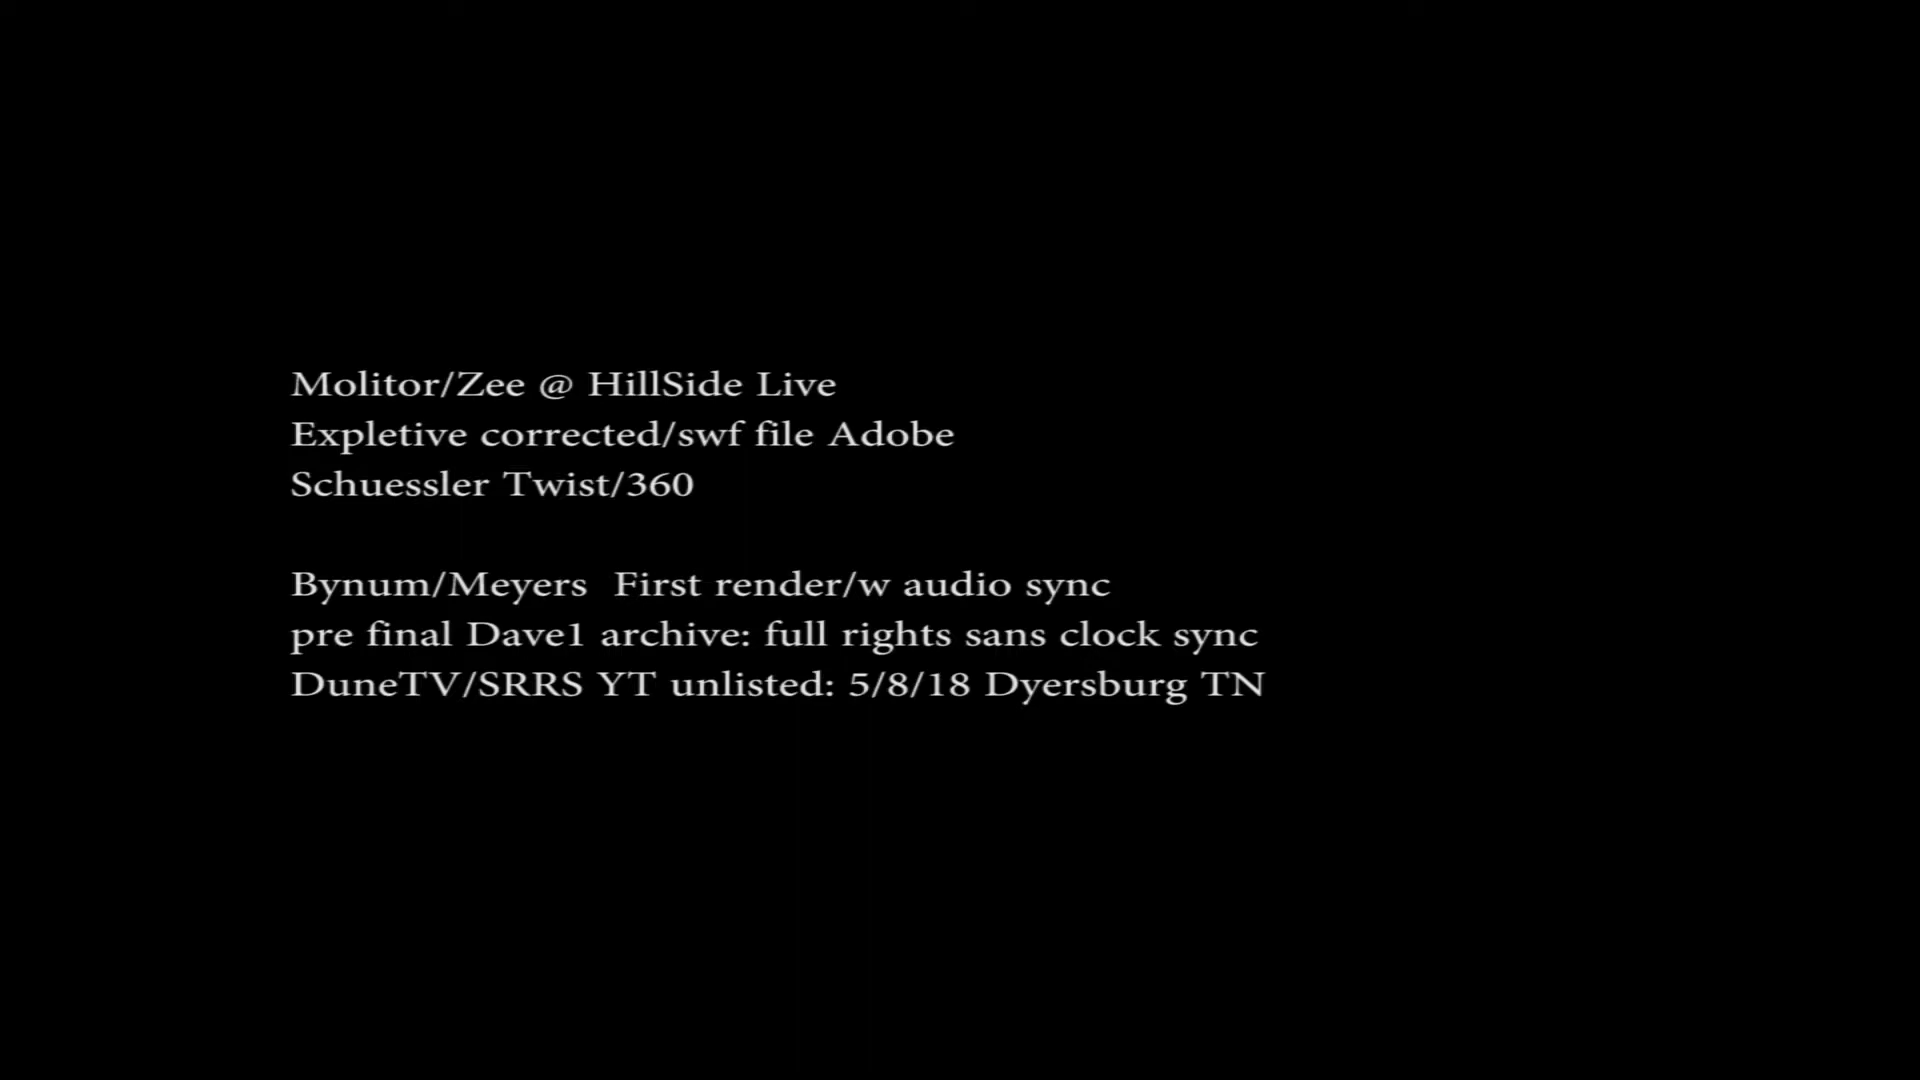 Molitor/Zee @ HillSide Live
Expletive corrected/swf file Adobe
Schuessler Twist/360
Bynum/Meyers  First render/w audio sync
pre final Dave1 archive: full rights sans clock sync
DuneTV/SRRS YT unlisted: 5/8/18 Dyersburg TN